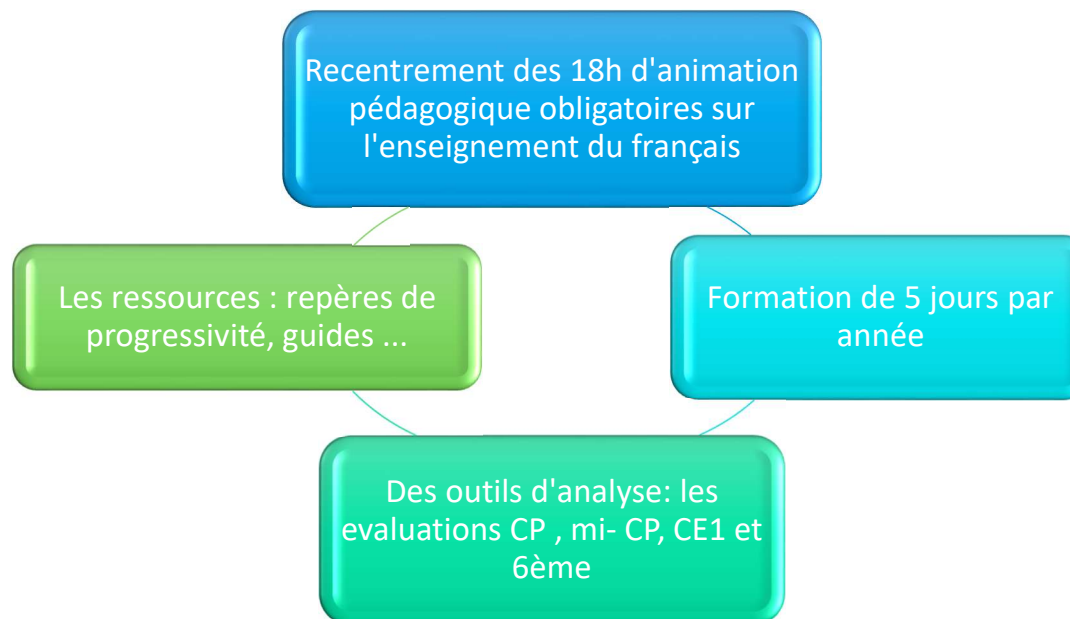 Recentrement des 18h d'animation
pédagogique obligatoires sur
l'enseignement du français
Les ressources : repères de
progressivité, guides ...
Formation de 5 jours par
année
Des outils d'analyse: les
evaluations CP , mi- CP, CE1 et
6ème